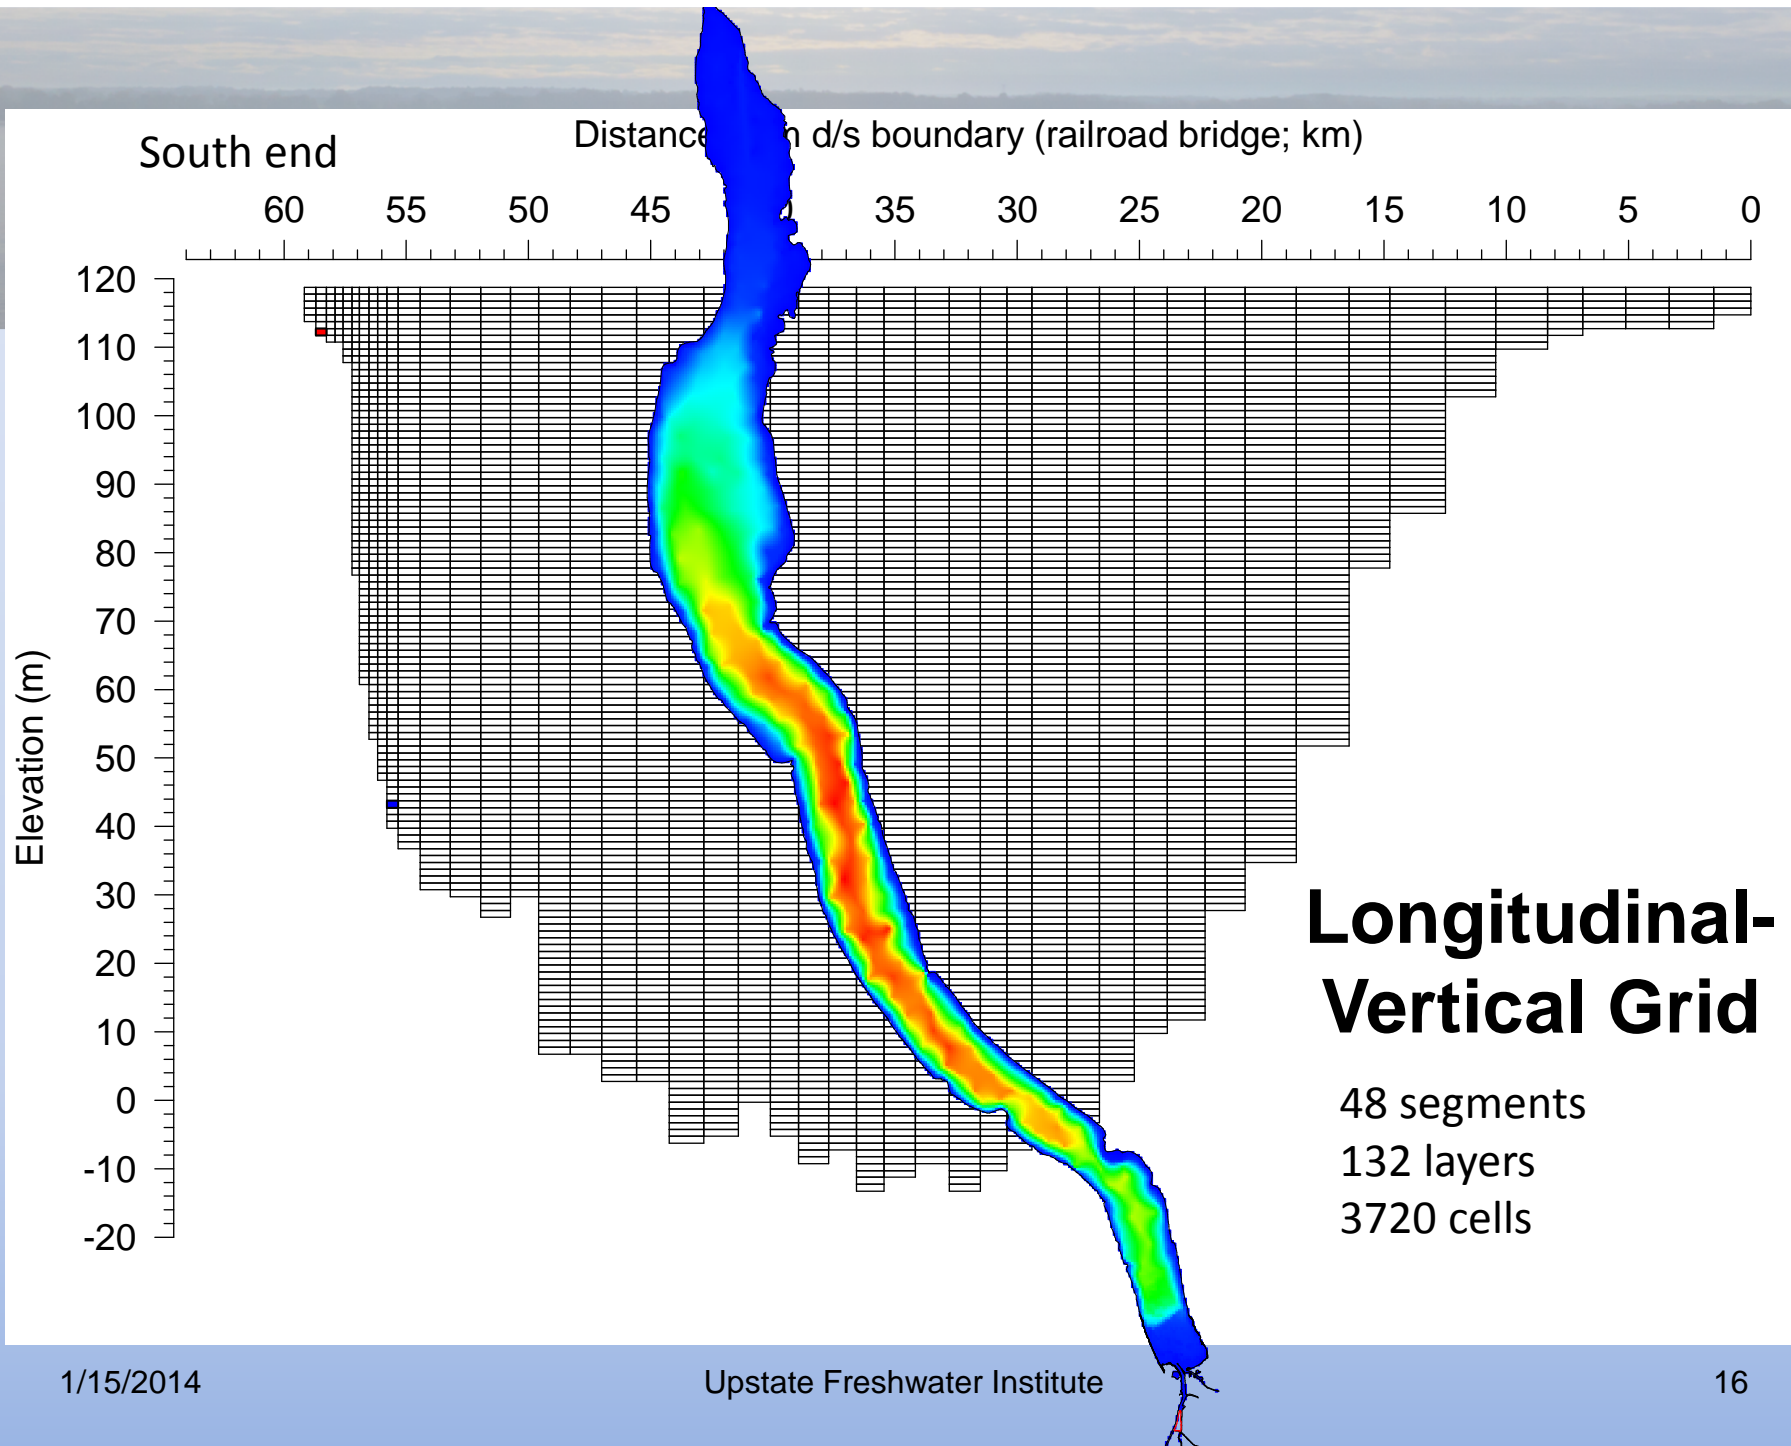 South end
Distance n d/s boundary (railroad bridge; km)
60 55 50 45 35 30 25 20 15 10 5 0
120
110
100
90
80
70
60
50
40
30
20
10
0
-10
-20
Elevation (m)
Longitudinal-
Vertical Grid
48 segments
132 layers
3720 cells
1/15/2014 Upstate Freshwater Institute 16